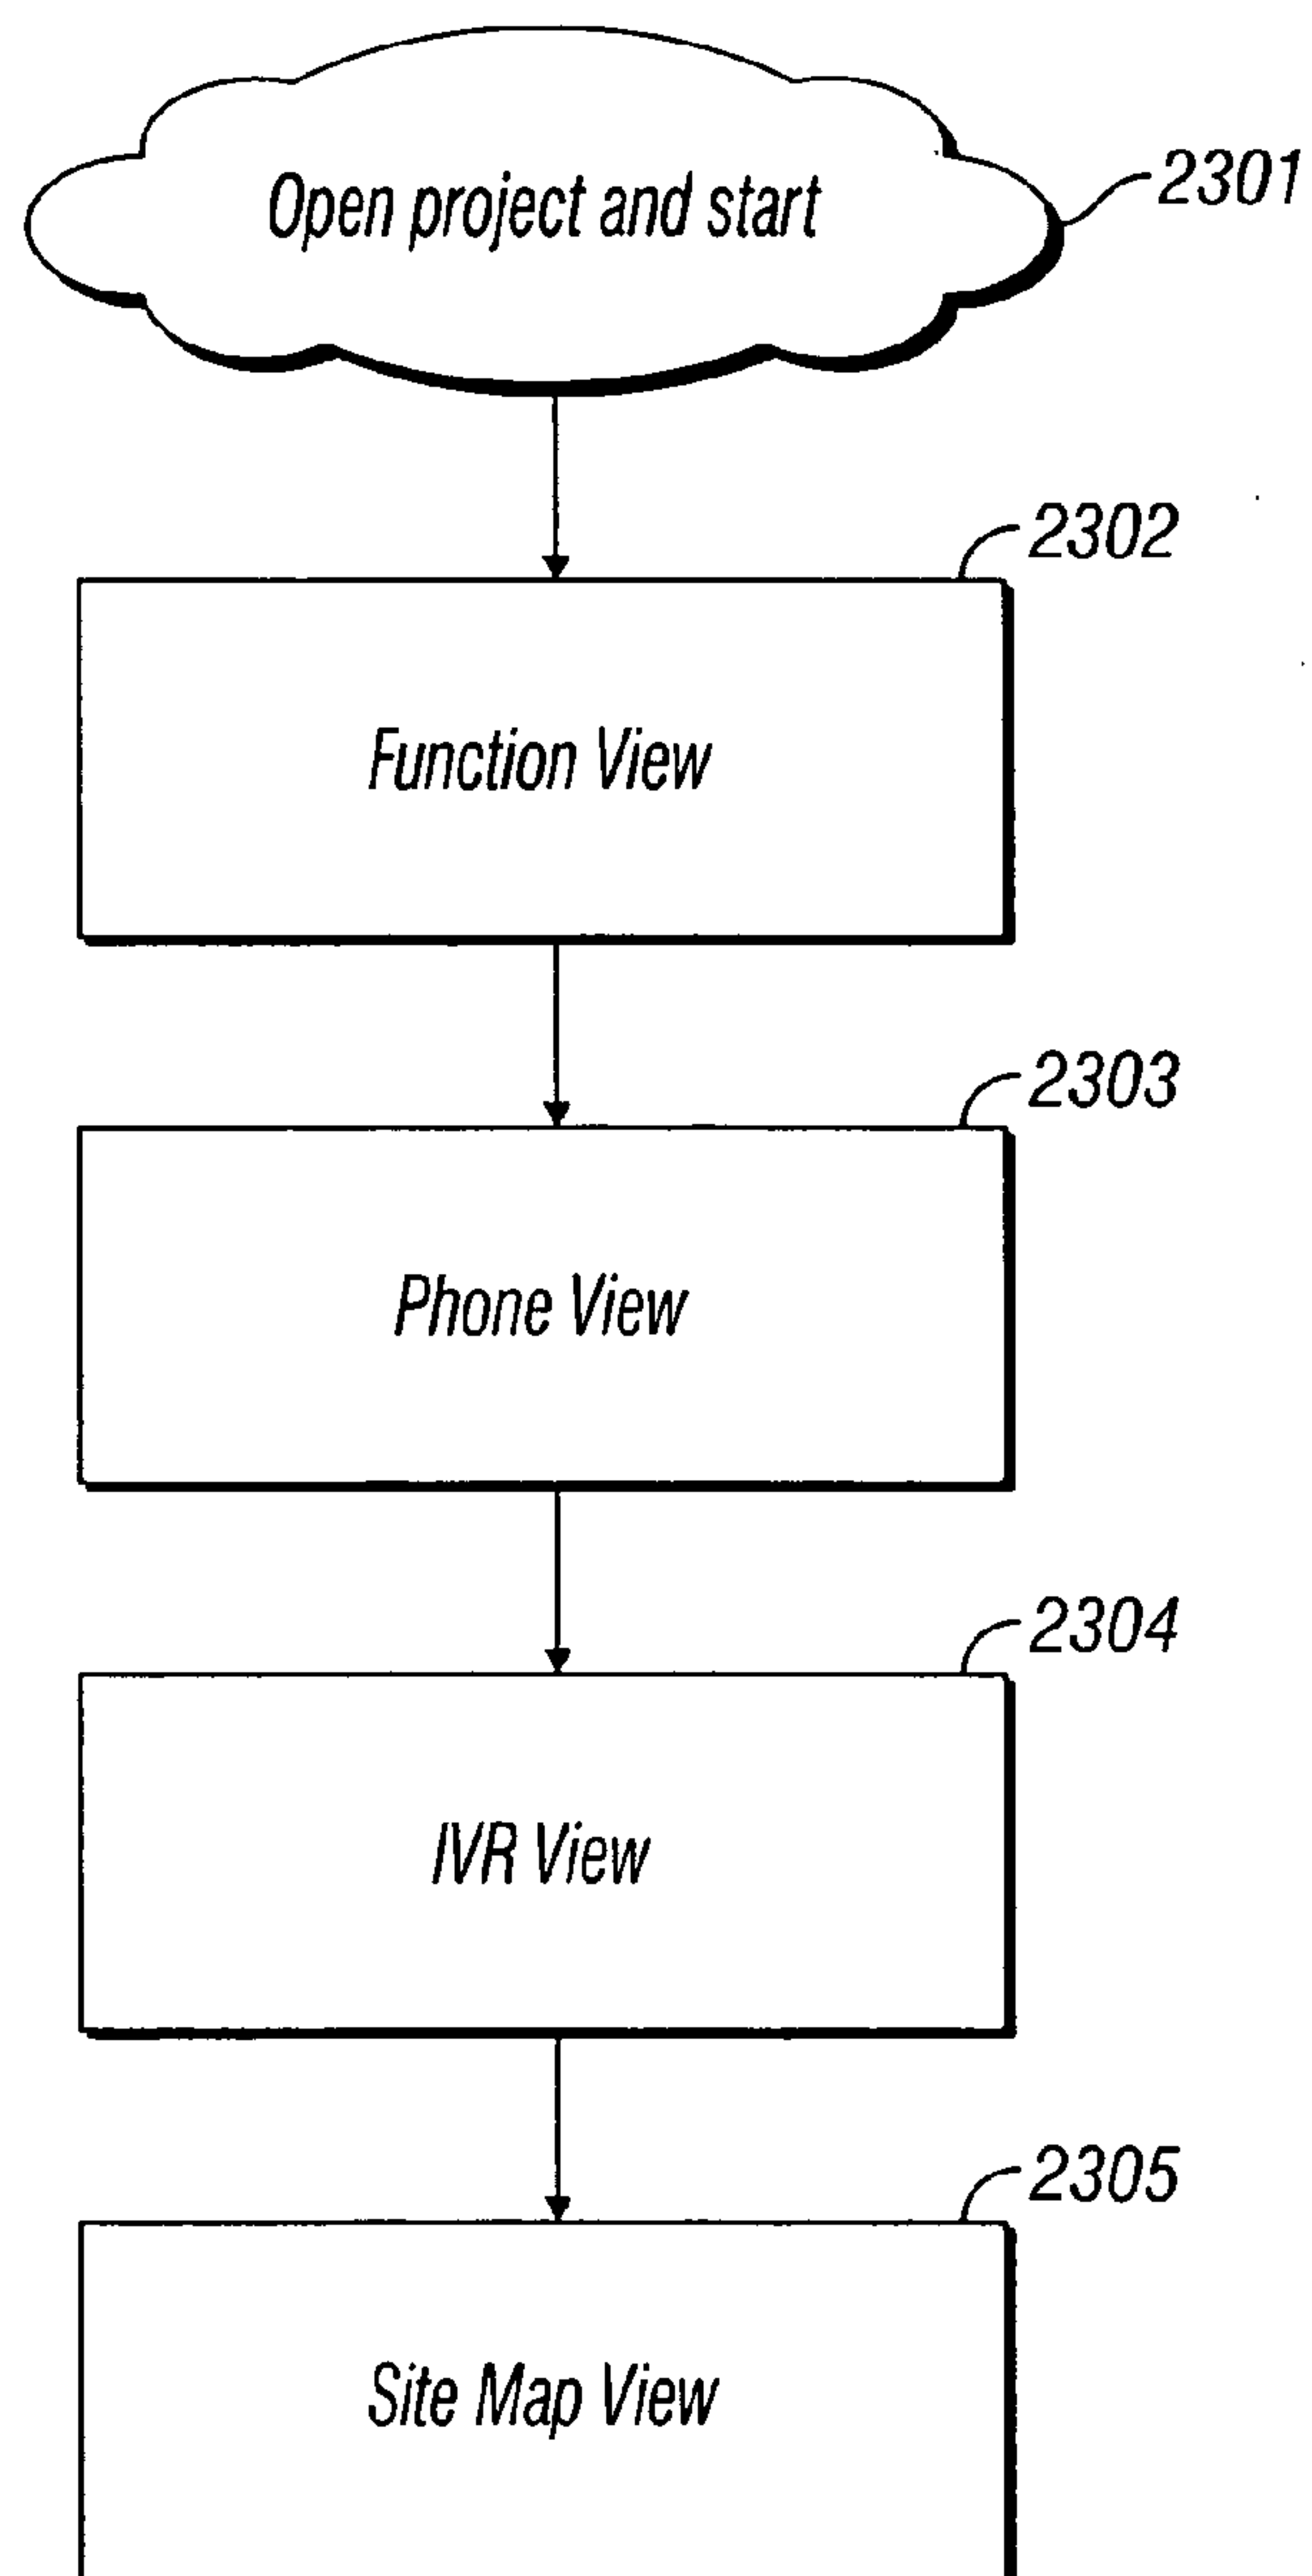 Open project and start
2301
2302
Function View
2303
Phone View
2304
IVR View
2305
Site Map View